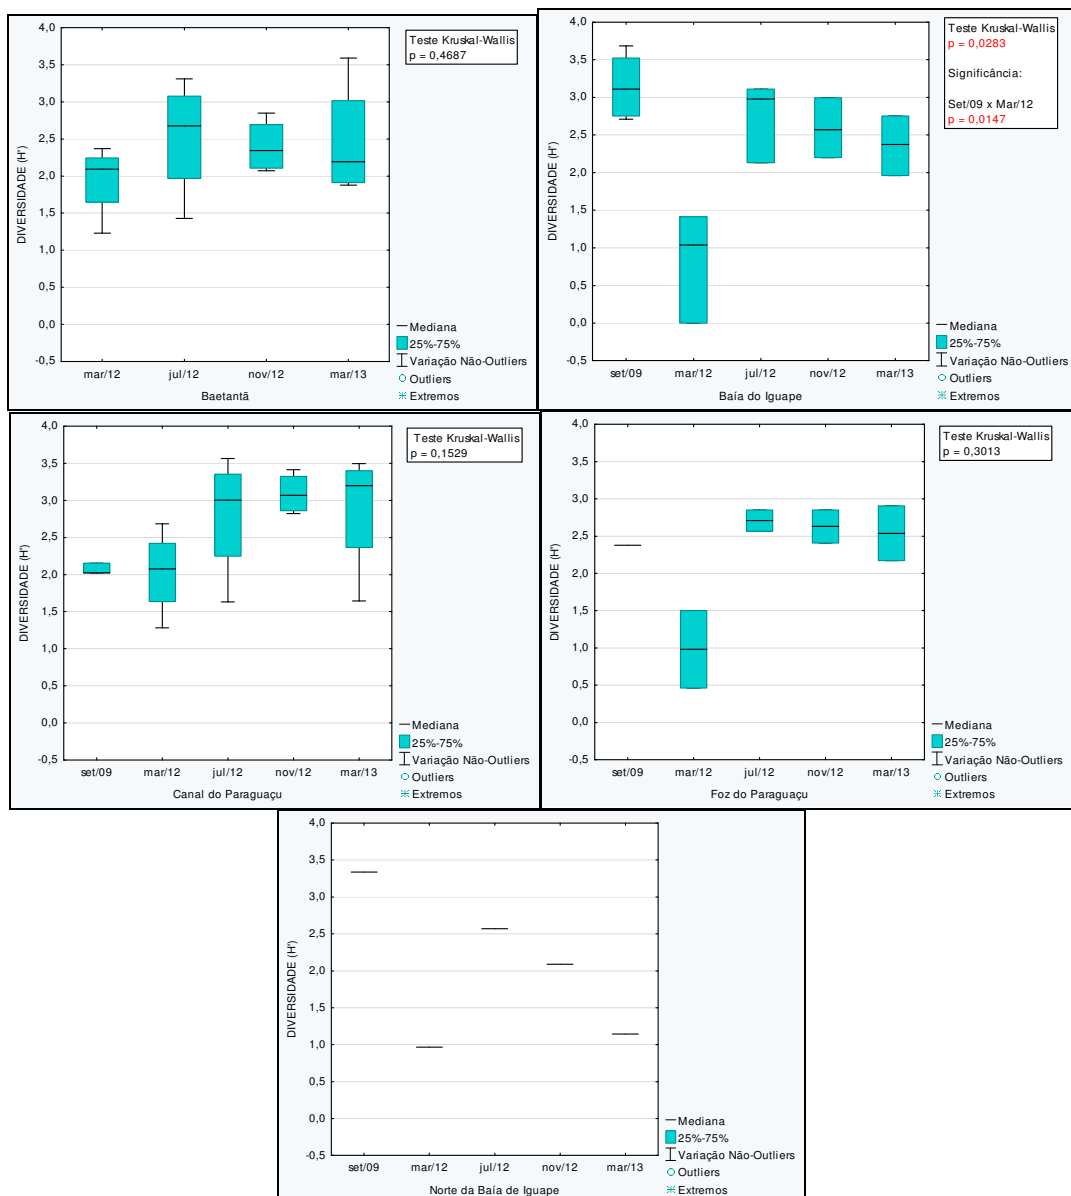 4,0
3,5
3,0
2,5
2,0
1,5
1,0
0,5
0,0
-0,5
DIVERSIDADE (H')
mar/12 jul/12 nov/12 mar/13
Baetantã
Teste Kruskal-Wallis
p = 0,4687
Mediana
25%-75%
Variação Não-Outliers
Outliers
Extremos
4,0
3,5
3,0
2,5
2,0
1,5
1,0
0,5
0,0
-0,5
DIVERSIDADE (H')
set/09 mar/12 jul/12 nov/12 mar/13
Baía do Iguape
Teste Kruskal-Wallis
p = 0,0283
Significância:
Set/09 x Mar/12
p = 0,0147
Mediana
25%-75%
Variação Não-Outliers
Outliers
Extremos
4,0
3,5
3,0
2,5
2,0
1,5
1,0
0,5
0,0
-0,5
DIVERSIDADE (H')
set/09 mar/12 jul/12 nov/12 mar/13
Canal do Paraguaçu
Teste Kruskal-Wallis
p = 0,1529
Mediana
25%-75%
Variação Não-Outliers
Outliers
Extremos
4,0
3,5
3,0
2,5
2,0
1,5
1,0
0,5
0,0
-0,5
DIVERSIDADE (H')
set/09 mar/12 jul/12 nov/12 mar/13
Foz do Paraguaçu
Teste Kruskal-Wallis
p = 0,3013
Mediana
25%-75%
Variação Não-Outliers
Outliers
Extremos
4,0
3,5
3,0
2,5
2,0
1,5
1,0
0,5
0,0
-0,5
DIVERSIDADE (H')
set/09 mar/12 jul/12 nov/12 mar/13
Norte da Baía de Iguape
Mediana
25%-75%
Variação Não-Outliers
Outliers
Extremos